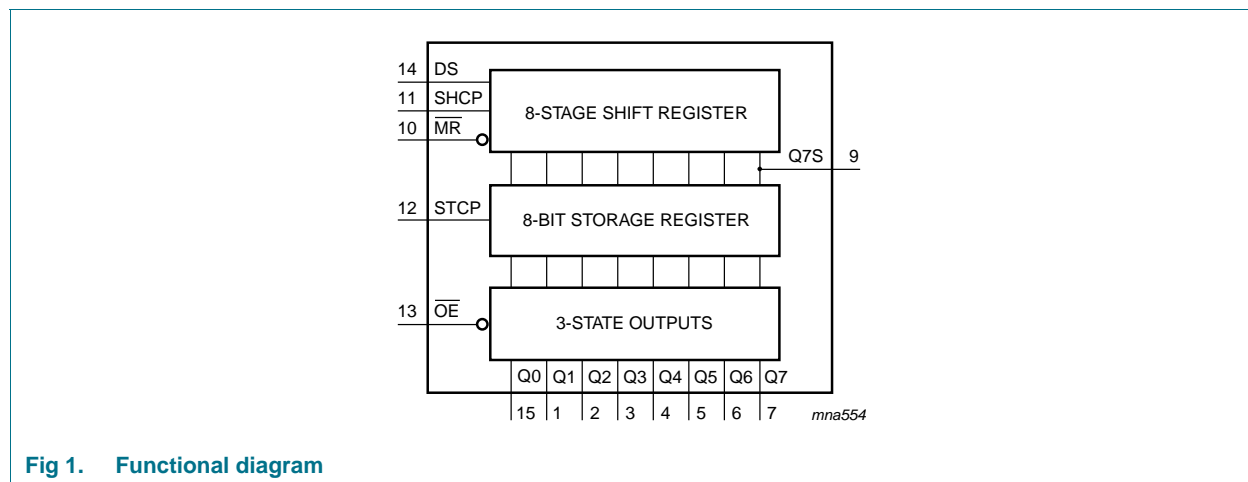 14 DS
11 SHCP
10 M̅R̅
8-STAGE SHIFT REGISTER
Q7S 9
12 STCP
8-BIT STORAGE REGISTER
13 O̅E̅
3-STATE OUTPUTS
Q0 Q1 Q2 Q3 Q4 Q5 Q6 Q7
15 1 2 3 4 5 6 7
mna554
Fig 1. Functional diagram